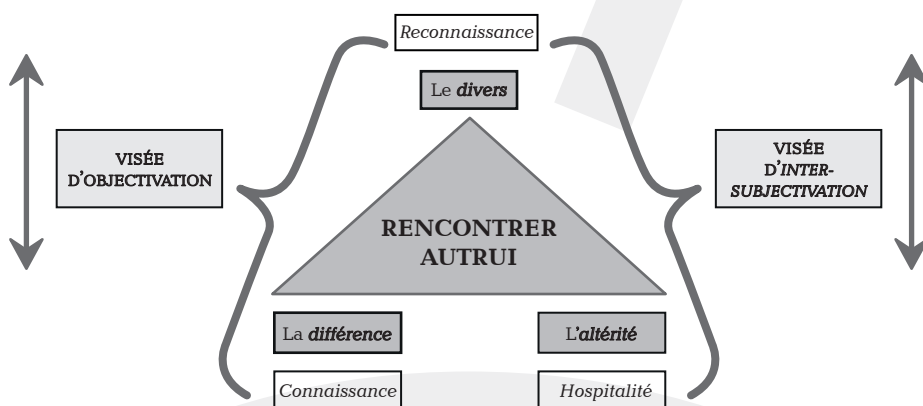 Reconnaissance
Le divers
VISÉE
D'OBJECTIVATION
VISÉE
D'INTER-
SUBJECTIVATION
RENCONTRER
AUTRUI
La différence
L'altérité
Connaissance
Hospitalité